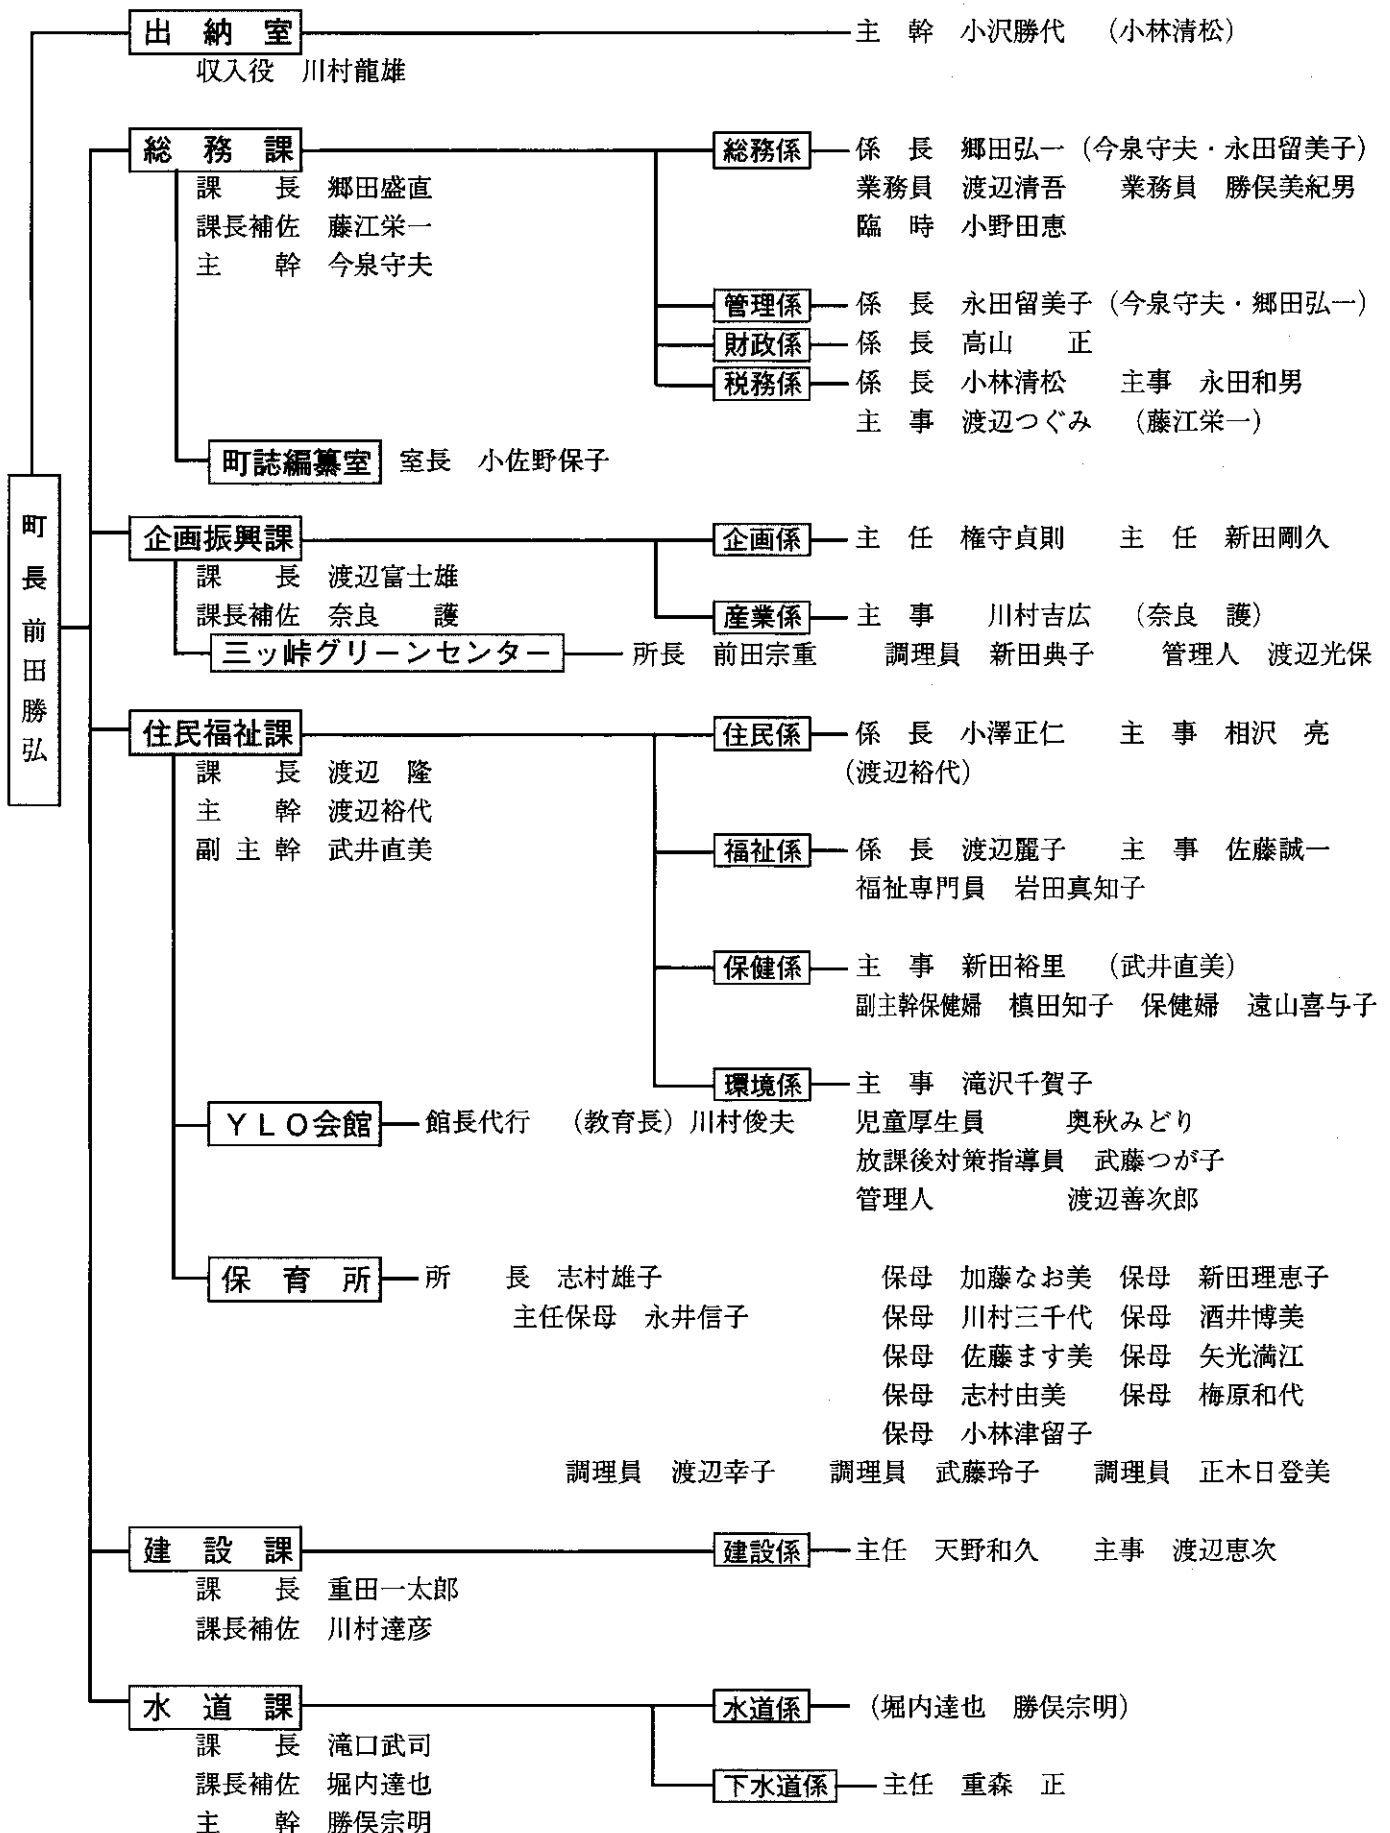 出納室 主幹 小沢勝代 （小林清松）
収入役 川村龍雄
総務課 総務係 係長 郷田弘一（今泉守夫・永田留美子）
課長 郷田盛直 業務員 渡辺清吾 業務員 勝俣美紀男
課長補佐 藤江栄一 臨時 小野田恵
主幹 今泉守夫
管理係 係長 永田留美子（今泉守夫・郷田弘一）
財政係 係長 高山 正
税務係 係長 小林清松 主事 永田和男
主事 渡辺つぐみ （藤江栄一）
町誌編纂室 室長 小佐野保子
町長 前田勝弘
企画振興課 企画係 主任 権守貞則 主任 新田剛久
課長 渡辺富士雄
課長補佐 奈良 護 産業係 主事 川村吉広 （奈良 護）
三ッ峠グリーンセンター 所長 前田宗重 調理員 新田典子 管理人 渡辺光保
住民福祉課 住民係 係長 小澤正仁 主事 相沢 亮
課長 渡辺 隆 （渡辺裕代）
主幹 渡辺裕代
副主幹 武井直美 福祉係 係長 渡辺麗子 主事 佐藤誠一
福祉専門員 岩田真知子
保健係 主事 新田裕里 （武井直美）
副主幹保健婦 槙田知子 保健婦 遠山喜与子
環境係 主事 滝沢千賀子
ＹＬＯ会館 館長代行 （教育長）川村俊夫 児童厚生員 奥秋みどり
放課後対策指導員 武藤つが子
管理人 渡辺善次郎
保育所 所長 志村雄子 保母 加藤なお美 保母 新田理恵子
主任保母 永井信子 保母 川村三千代 保母 酒井博美
保母 佐藤ます美 保母 矢光満江
保母 志村由美 保母 梅原和代
保母 小林津留子
調理員 渡辺幸子 調理員 武藤玲子 調理員 正木日登美
建設課 建設係 主任 天野和久 主事 渡辺恵次
課長 重田一太郎
課長補佐 川村達彦
水道課 水道係 （堀内達也 勝俣宗明）
課長 滝口武司
課長補佐 堀内達也 下水道係 主任 重森 正
主幹 勝俣宗明